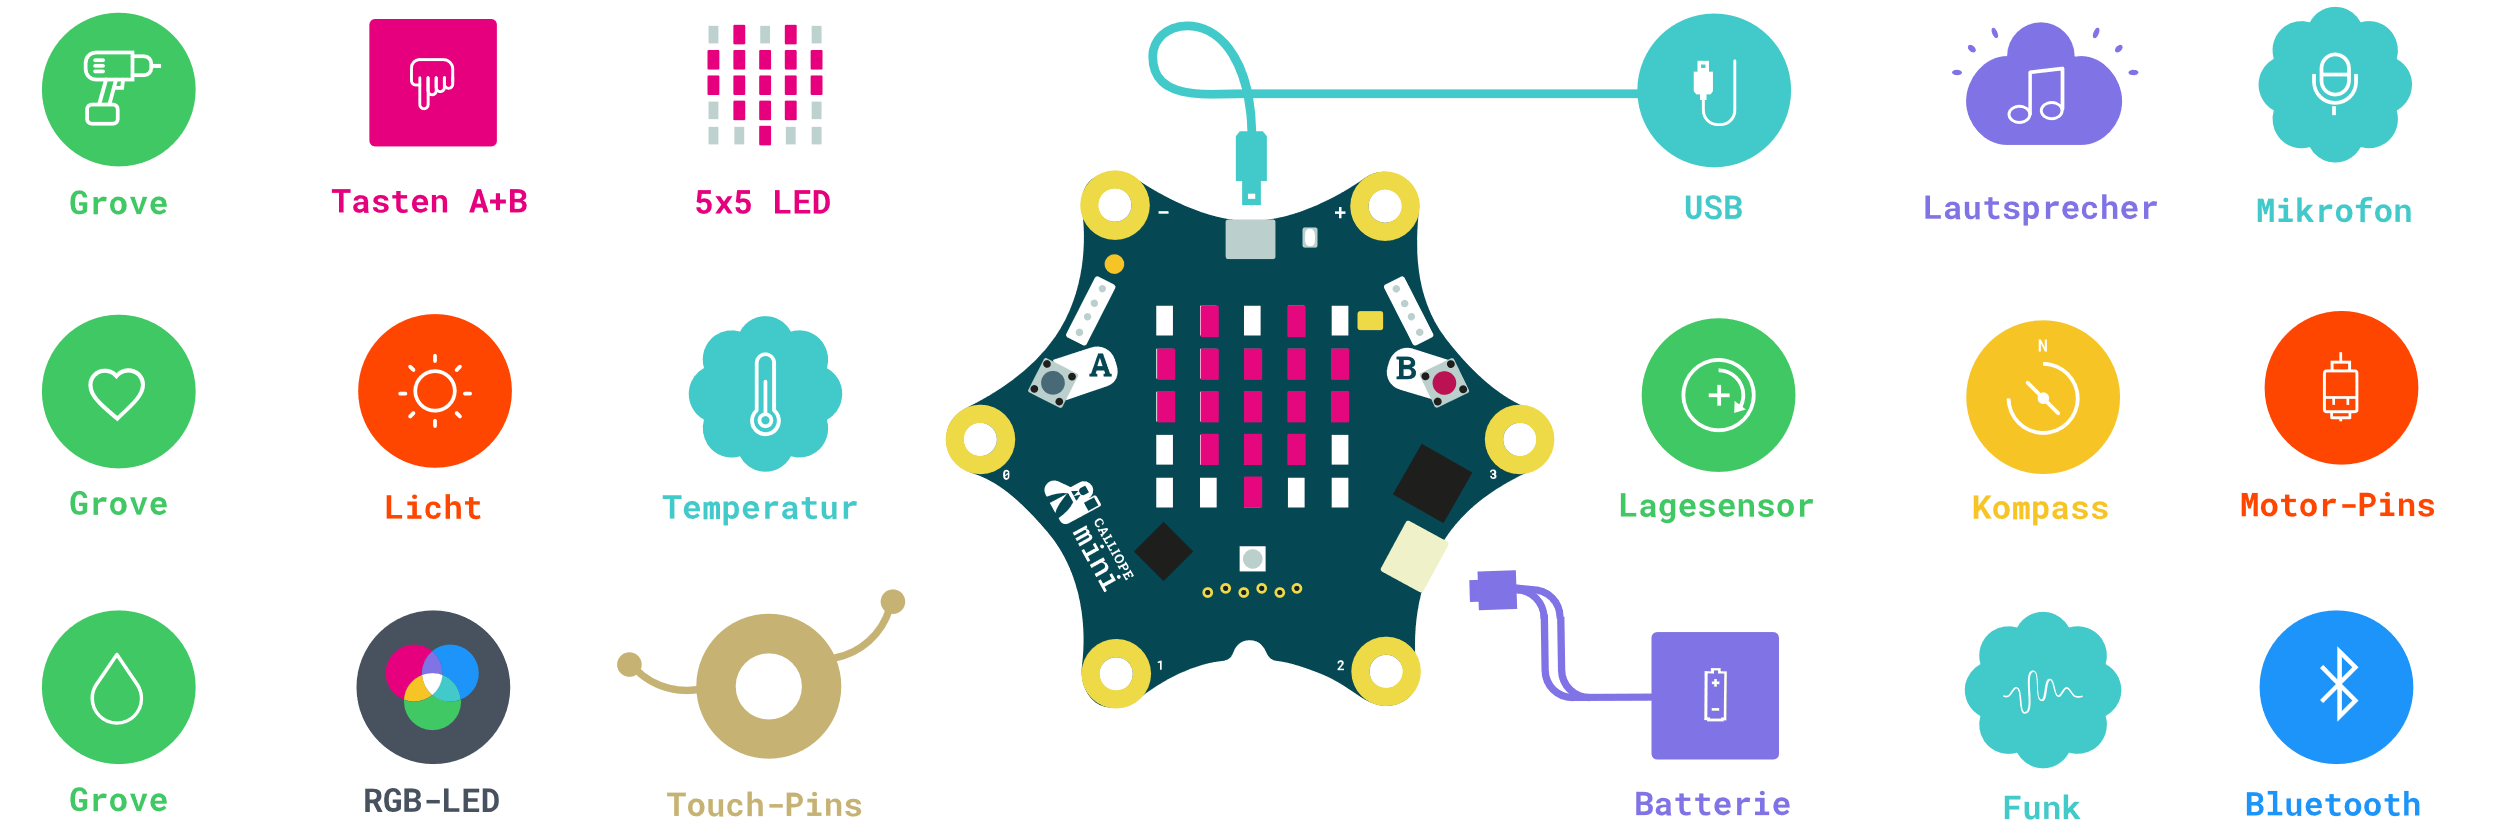 Grove
Tasten A+B
5x5 LED
USB
Lautsprecher
Mikrofon
Grove
Licht
Temperatur
Lagesensor
Kompass
N
Motor-Pins
Grove
RGB-LED
Touch-Pins
Batterie
Funk
Bluetooth
- +
A B
0 3
CALLIOPE
mini
1 2
+
+
-